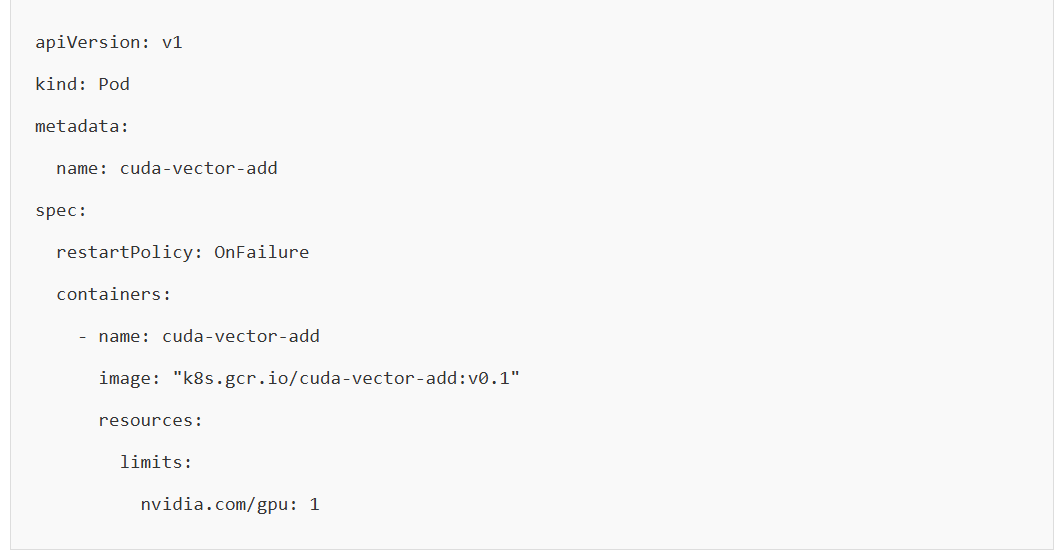 apiVersion: v1
kind: Pod
metadata:
  name: cuda-vector-add
spec:
  restartPolicy: OnFailure
  containers:
    - name: cuda-vector-add
      image: "k8s.gcr.io/cuda-vector-add:v0.1"
      resources:
        limits:
          nvidia.com/gpu: 1